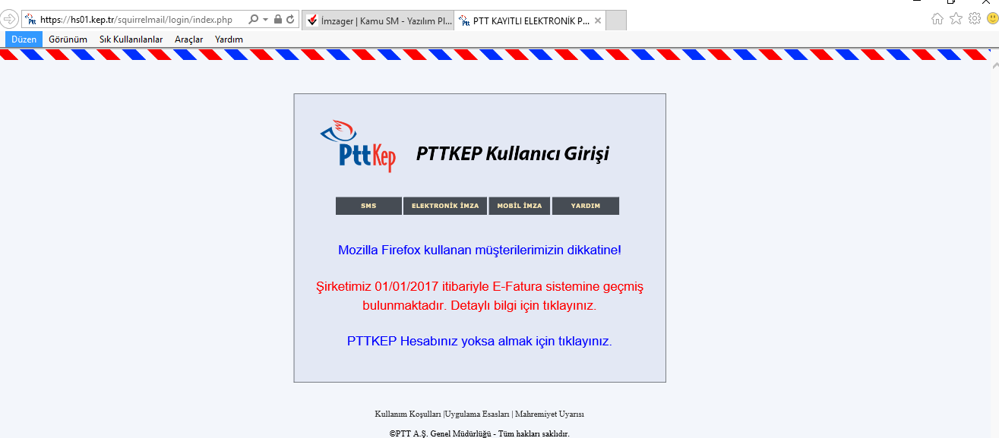 https://hs01.kep.tr/squirrelmail/login/index.php
İmzager | Kamu SM - Yazılım Pl...
PTT KAYITLI ELEKTRONİK P...
Düzen Görünüm Sık Kullanılanlar Araçlar Yardım
PttKep
PTTKEP Kullanıcı Girişi
SMS ELEKTRONİK İMZA MOBİL İMZA YARDIM
Mozilla Firefox kullanan müşterilerimizin dikkatine!
Şirketimiz 01/01/2017 itibariyle E-Fatura sistemine geçmiş
bulunmaktadır. Detaylı bilgi için tıklayınız.
PTTKEP Hesabınız yoksa almak için tıklayınız.
Kullanım Koşulları |Uygulama Esasları | Mahremiyet Uyarısı
©PTT A.Ş. Genel Müdürlüğü - Tüm hakları saklıdır.